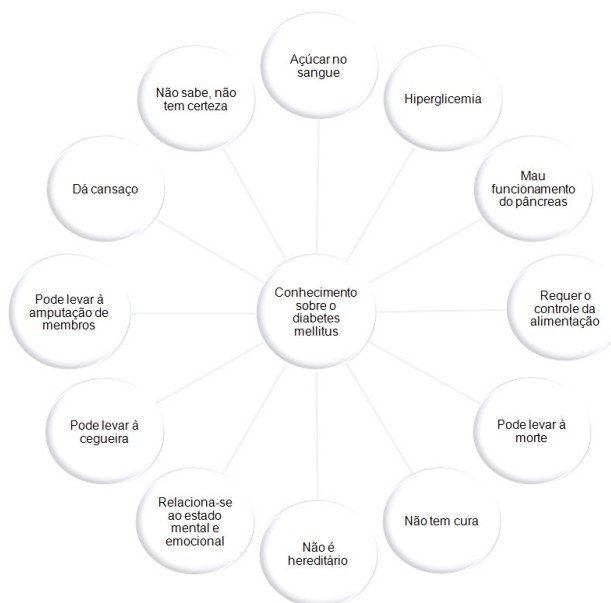 Açúcar no
sangue
Hiperglicemia
Mau
funcionamento
do pâncreas
Requer o
controle da
alimentação
Pode levar à
morte
Não tem cura
Não é
hereditário
Relaciona-se
ao estado
mental e
emocional
Pode levar à
cegueira
Pode levar à
amputação de
membros
Dá cansaço
Não sabe, não
tem certeza
Conhecimento
sobre o
diabetes
mellitus